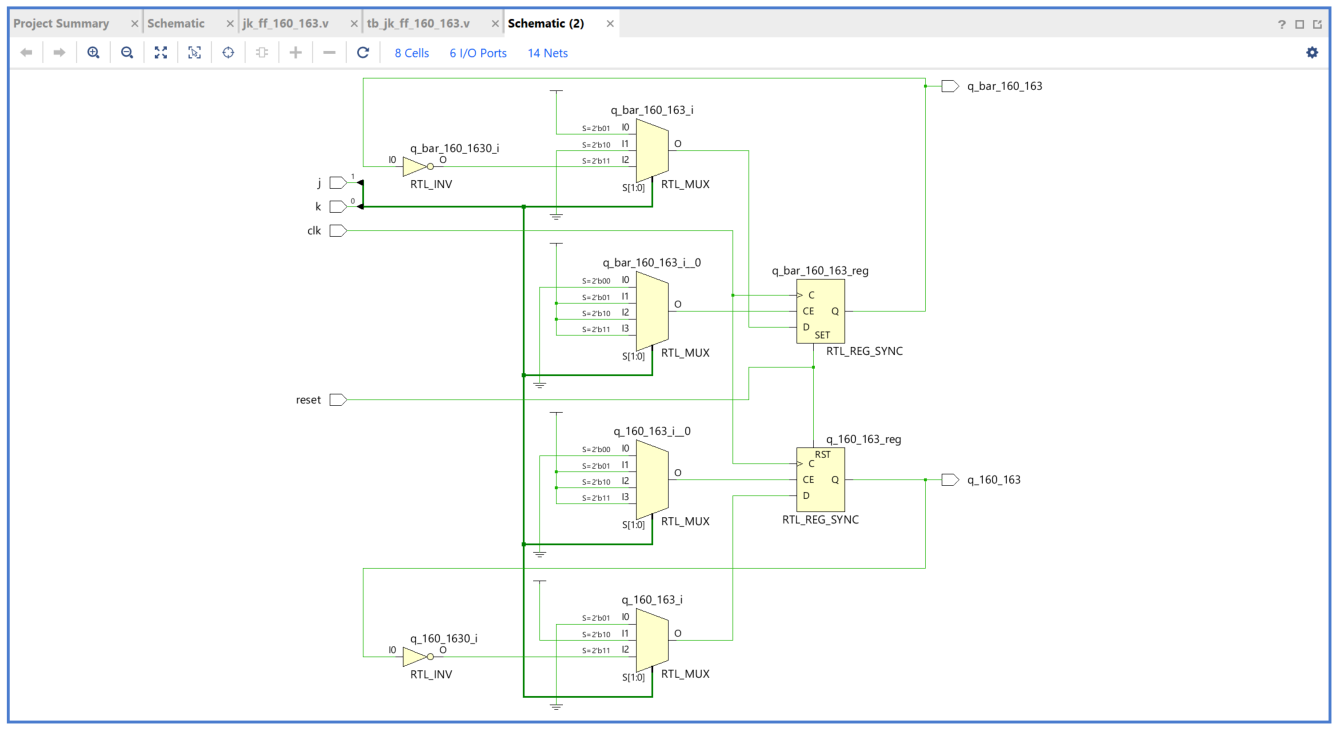 Project Summary × Schematic × jk_ff_160_163.v × tb_jk_ff_160_163.v × Schematic (2) × ?
8 Cells 6 I/O Ports 14 Nets
q_bar_160_163
q_bar_160_163_i
S=2'b01 I0
S=2'b10 I1
S=2'b11 I2
O
S[1:0]
RTL_MUX
q_bar_160_1630_i
I0 O
RTL_INV
j 1
k 0
clk
q_bar_160_163_i__0
S=2'b00 I0
S=2'b01 I1
S=2'b10 I2
S=2'b11 I3
O
S[1:0]
RTL_MUX
q_bar_160_163_reg
C
CE Q
D
SET
RTL_REG_SYNC
reset
q_160_163_i__0
S=2'b00 I0
S=2'b01 I1
S=2'b10 I2
S=2'b11 I3
O
S[1:0]
RTL_MUX
q_160_163_reg
RST
C
CE Q
D
RTL_REG_SYNC
q_160_163
q_160_163_i
S=2'b01 I0
S=2'b10 I1
S=2'b11 I2
O
S[1:0]
RTL_MUX
q_160_1630_i
I0 O
RTL_INV